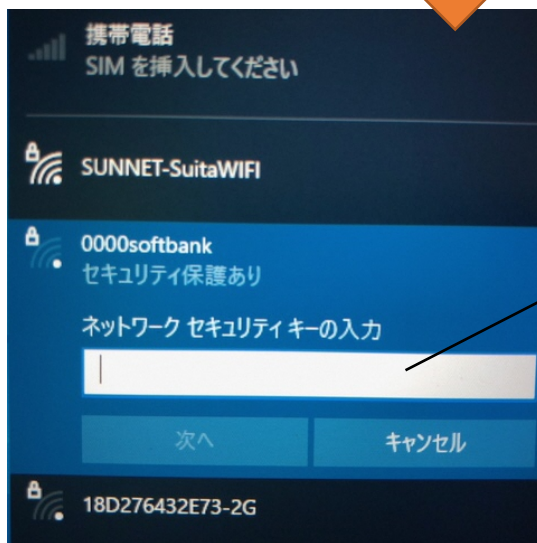 携帯電話
SIM を挿入してください
SUNNET-SuitaWIFI
0000softbank
セキュリティ保護あり
ネットワーク セキュリティ キーの入力
次へ
キャンセル
18D276432E73-2G